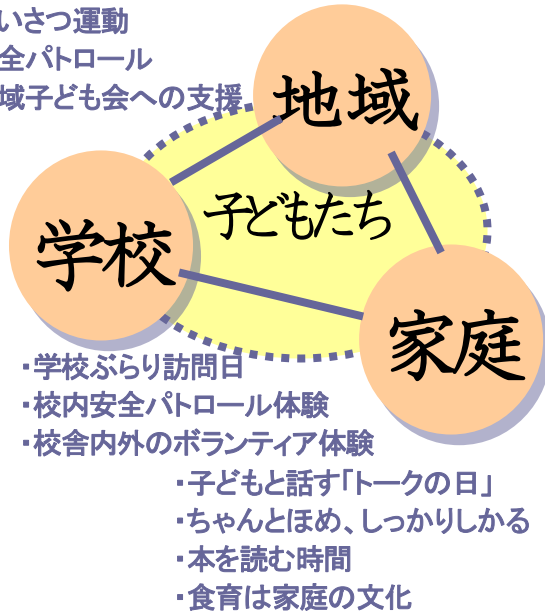 いさつ運動
全パトロール
域子ども会への支援
地域
子どもたち
学校
家庭
・学校ぶらり訪問日
・校内安全パトロール体験
・校舎内外のボランティア体験
・子どもと話す「トークの日」
・ちゃんとほめ、しっかりしかる
・本を読む時間
・食育は家庭の文化